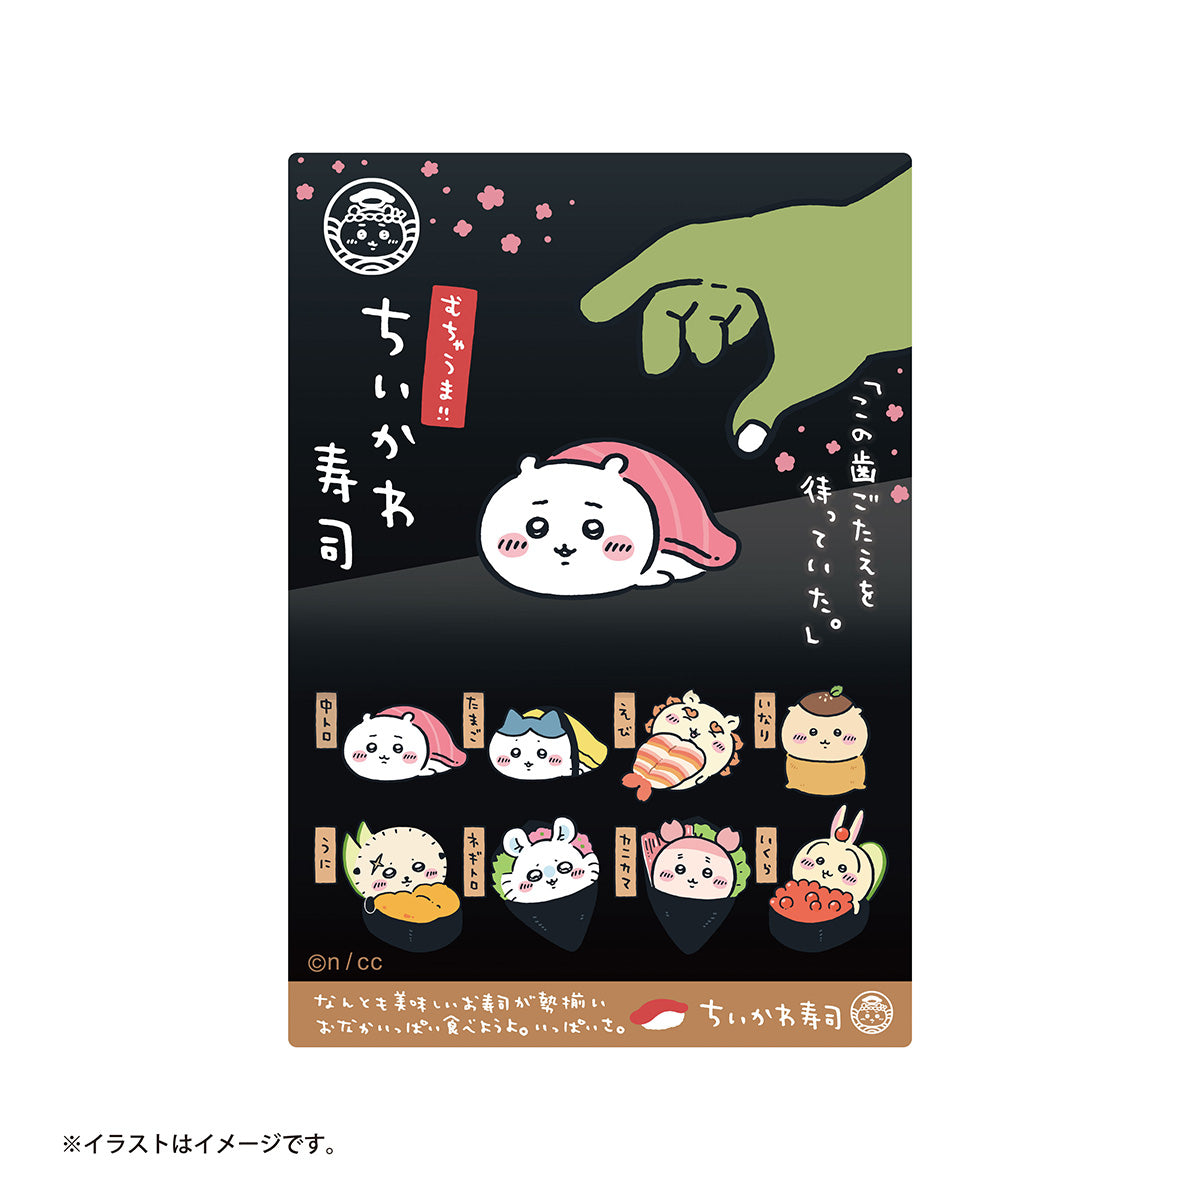 むちゃうま!!
ちいかわ
寿司
「この歯ごたえを
待っていた。」
中トロ
たまご
えび
いなり
うに
ネギトロ
カニカマ
いくら
©n / cc
なんとも美味しいお寿司が勢揃い
おなかいっぱい食べようよ。いっぱいさ。
ちいかわ寿司
※イラストはイメージです。